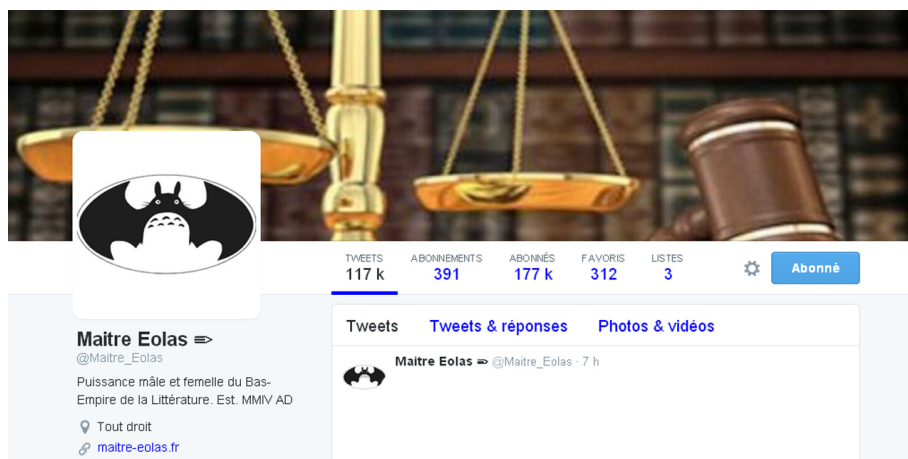 TWEETS ABONNEMENTS ABONNÉS FAVORIS LISTES
117 k 391 177 k 312 3
Abonné
Maitre Eolas
@Maitre_Eolas
Puissance mâle et femelle du Bas-
Empire de la Littérature. Est. MMIV AD
Tout droit
maitre-eolas.fr
Tweets Tweets & réponses Photos & vidéos
Maitre Eolas @Maitre_Eolas · 7 h